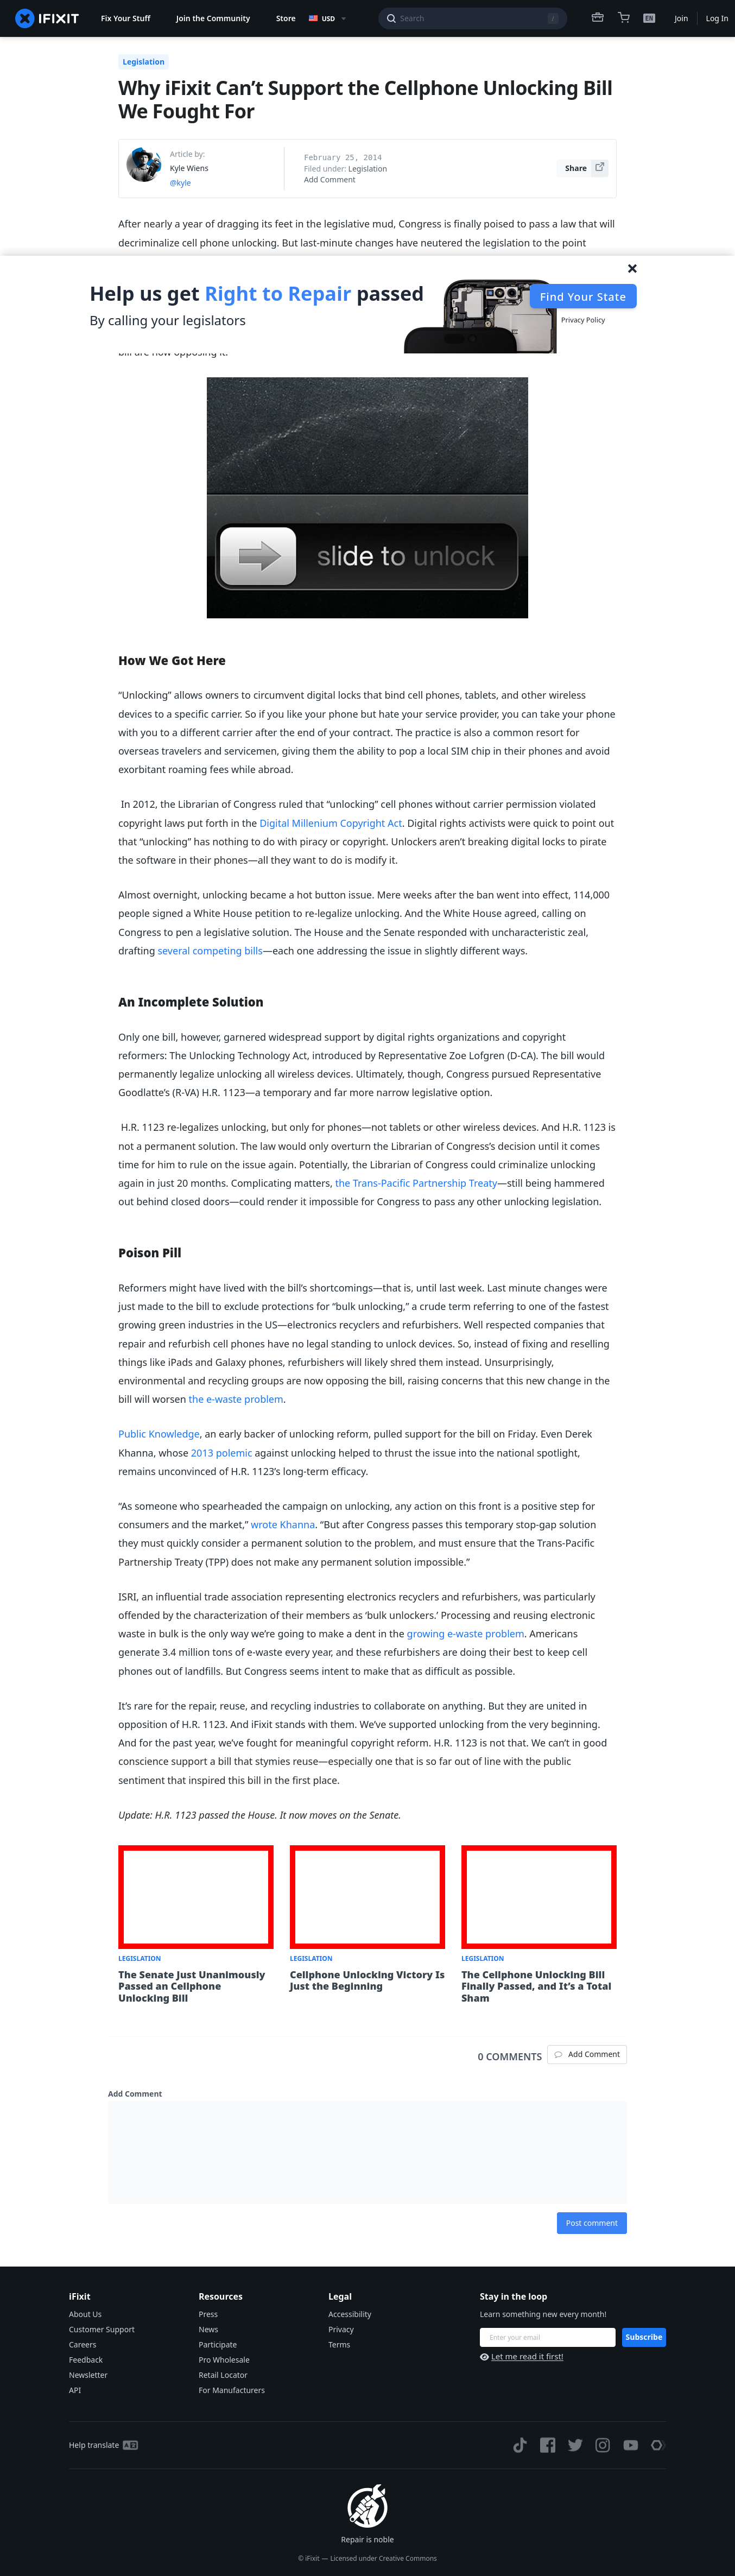 IFIXIT
Fix Your Stuff
Join the Community
Store
USD
Search
/
EN
Join
Log In
Legislation
Why iFixit Can’t Support the Cellphone Unlocking Bill
We Fought For
Article by:
Kyle Wiens
@kyle
February 25, 2014
Filed under: Legislation
Add Comment
Share
After nearly a year of dragging its feet in the legislative mud, Congress is finally poised to pass a law that will
decriminalize cell phone unlocking. But last-minute changes have neutered the legislation to the point
Help us get Right to Repair passed
By calling your legislators
Find Your State
Privacy Policy
bill are now opposing it.
slide to unlock
How We Got Here
“Unlocking” allows owners to circumvent digital locks that bind cell phones, tablets, and other wireless
devices to a specific carrier. So if you like your phone but hate your service provider, you can take your phone
with you to a different carrier after the end of your contract. The practice is also a common resort for
overseas travelers and servicemen, giving them the ability to pop a local SIM chip in their phones and avoid
exorbitant roaming fees while abroad.
In 2012, the Librarian of Congress ruled that “unlocking” cell phones without carrier permission violated
copyright laws put forth in the Digital Millenium Copyright Act. Digital rights activists were quick to point out
that “unlocking” has nothing to do with piracy or copyright. Unlockers aren’t breaking digital locks to pirate
the software in their phones—all they want to do is modify it.
Almost overnight, unlocking became a hot button issue. Mere weeks after the ban went into effect, 114,000
people signed a White House petition to re-legalize unlocking. And the White House agreed, calling on
Congress to pen a legislative solution. The House and the Senate responded with uncharacteristic zeal,
drafting several competing bills—each one addressing the issue in slightly different ways.
An Incomplete Solution
Only one bill, however, garnered widespread support by digital rights organizations and copyright
reformers: The Unlocking Technology Act, introduced by Representative Zoe Lofgren (D-CA). The bill would
permanently legalize unlocking all wireless devices. Ultimately, though, Congress pursued Representative
Goodlatte’s (R-VA) H.R. 1123—a temporary and far more narrow legislative option.
H.R. 1123 re-legalizes unlocking, but only for phones—not tablets or other wireless devices. And H.R. 1123 is
not a permanent solution. The law would only overturn the Librarian of Congress’s decision until it comes
time for him to rule on the issue again. Potentially, the Librarian of Congress could criminalize unlocking
again in just 20 months. Complicating matters, the Trans-Pacific Partnership Treaty—still being hammered
out behind closed doors—could render it impossible for Congress to pass any other unlocking legislation.
Poison Pill
Reformers might have lived with the bill’s shortcomings—that is, until last week. Last minute changes were
just made to the bill to exclude protections for “bulk unlocking,” a crude term referring to one of the fastest
growing green industries in the US—electronics recyclers and refurbishers. Well respected companies that
repair and refurbish cell phones have no legal standing to unlock devices. So, instead of fixing and reselling
things like iPads and Galaxy phones, refurbishers will likely shred them instead. Unsurprisingly,
environmental and recycling groups are now opposing the bill, raising concerns that this new change in the
bill will worsen the e-waste problem.
Public Knowledge, an early backer of unlocking reform, pulled support for the bill on Friday. Even Derek
Khanna, whose 2013 polemic against unlocking helped to thrust the issue into the national spotlight,
remains unconvinced of H.R. 1123’s long-term efficacy.
“As someone who spearheaded the campaign on unlocking, any action on this front is a positive step for
consumers and the market,” wrote Khanna. “But after Congress passes this temporary stop-gap solution
they must quickly consider a permanent solution to the problem, and must ensure that the Trans-Pacific
Partnership Treaty (TPP) does not make any permanent solution impossible.”
ISRI, an influential trade association representing electronics recyclers and refurbishers, was particularly
offended by the characterization of their members as ‘bulk unlockers.’ Processing and reusing electronic
waste in bulk is the only way we’re going to make a dent in the growing e-waste problem. Americans
generate 3.4 million tons of e-waste every year, and these refurbishers are doing their best to keep cell
phones out of landfills. But Congress seems intent to make that as difficult as possible.
It’s rare for the repair, reuse, and recycling industries to collaborate on anything. But they are united in
opposition of H.R. 1123. And iFixit stands with them. We’ve supported unlocking from the very beginning.
And for the past year, we’ve fought for meaningful copyright reform. H.R. 1123 is not that. We can’t in good
conscience support a bill that stymies reuse—especially one that is so far out of line with the public
sentiment that inspired this bill in the first place.
Update: H.R. 1123 passed the House. It now moves on the Senate.
LEGISLATION
The Senate Just Unanimously
Passed an Cellphone
Unlocking Bill
LEGISLATION
Cellphone Unlocking Victory Is
Just the Beginning
LEGISLATION
The Cellphone Unlocking Bill
Finally Passed, and It’s a Total
Sham
0 COMMENTS
Add Comment
Add Comment
Post comment
iFixit
About Us
Customer Support
Careers
Feedback
Newsletter
API
Resources
Press
News
Participate
Pro Wholesale
Retail Locator
For Manufacturers
Legal
Accessibility
Privacy
Terms
Stay in the loop
Learn something new every month!
Enter your email
Subscribe
Let me read it first!
Help translate
Repair is noble
© iFixit — Licensed under Creative Commons